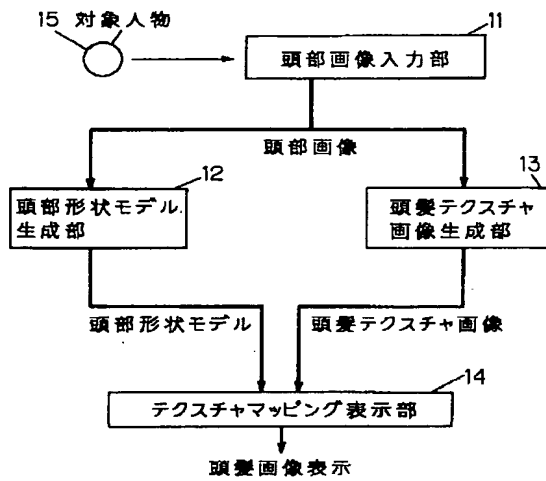 15 対象人物
11
頭部画像入力部
頭部画像
12
13
頭部形状モデル
生成部
頭髪テクスチャ
画像生成部
頭部形状モデル
頭髪テクスチャ画像
14
テクスチャマッピング表示部
頭髪画像表示